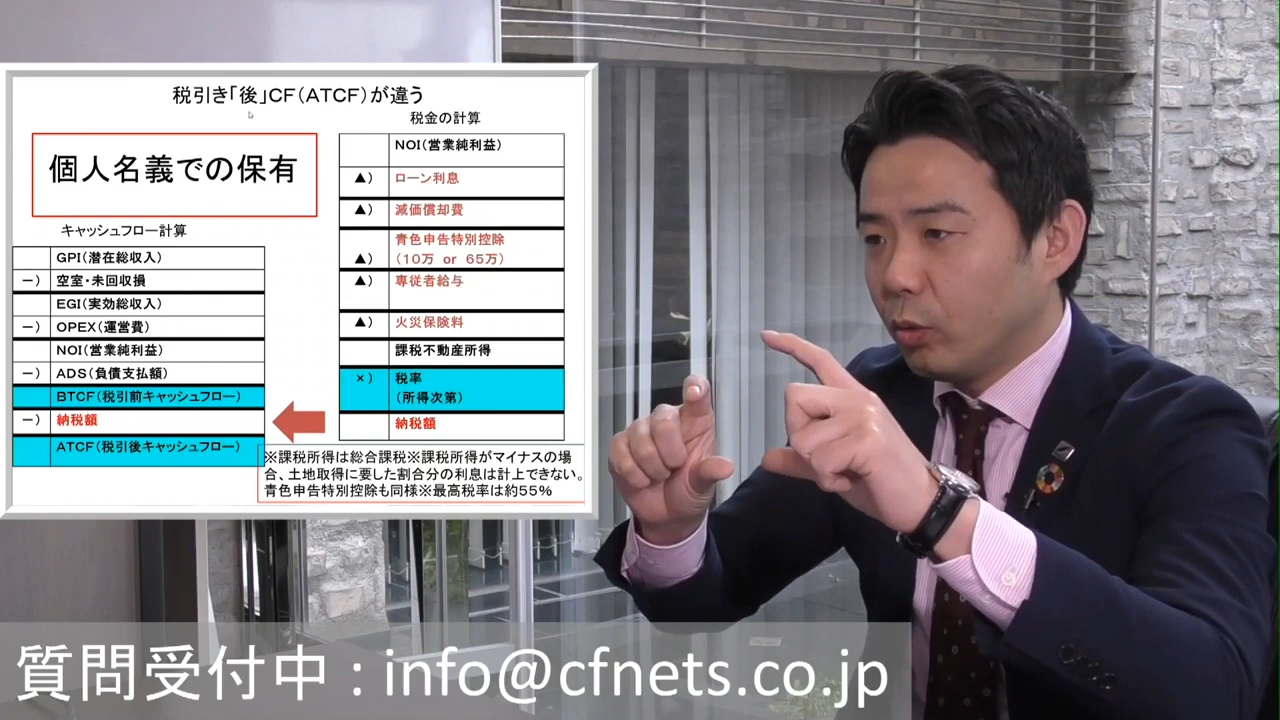 税引き「後」CF(ATCF)が違う
個人名義での保有
キャッシュフロー計算
GPI(潜在総収入)
－) 空室・未回収損
EGI(実効総収入)
－) OPEX(運営費)
NOI(営業純利益)
－) ADS(負債支払額)
BTCF(税引前キャッシュフロー)
－) 納税額
ATCF(税引後キャッシュフロー)
税金の計算
NOI(営業純利益)
▲) ローン利息
▲) 減価償却費
青色申告特別控除
▲) (10万 or 65万)
▲) 専従者給与
▲) 火災保険料
課税不動産所得
×) 税率
(所得次第)
納税額
※課税所得は総合課税※課税所得がマイナスの場
合、土地取得に要した割合分の利息は計上できない。
青色申告特別控除も同様※最高税率は約55%
質問受付中：info@cfnets.co.jp